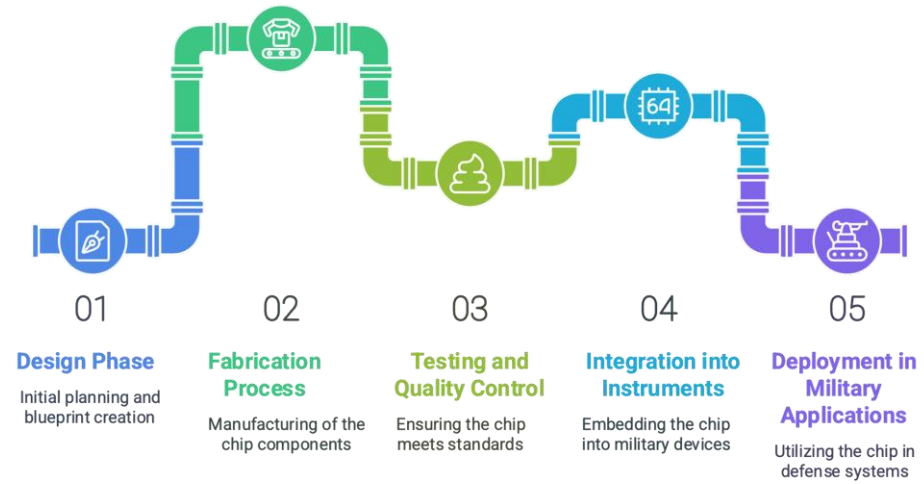 64
01
Design Phase
Initial planning and
blueprint creation
02
Fabrication
Process
Manufacturing of the
chip components
03
Testing and
Quality Control
Ensuring the chip
meets standards
04
Integration into
Instruments
Embedding the chip
into military devices
05
Deployment in
Military
Applications
Utilizing the chip in
defense systems